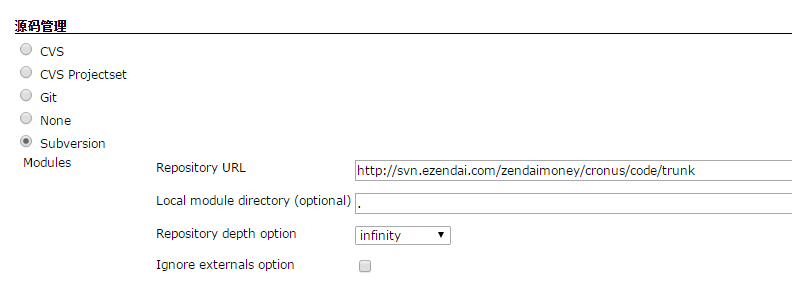 源码管理
CVS
CVS Projectset
Git
None
Subversion
Modules
Repository URL http://svn.ezendai.com/zendaimoney/cronus/code/trunk
Local module directory (optional) .
Repository depth option infinity
Ignore externals option